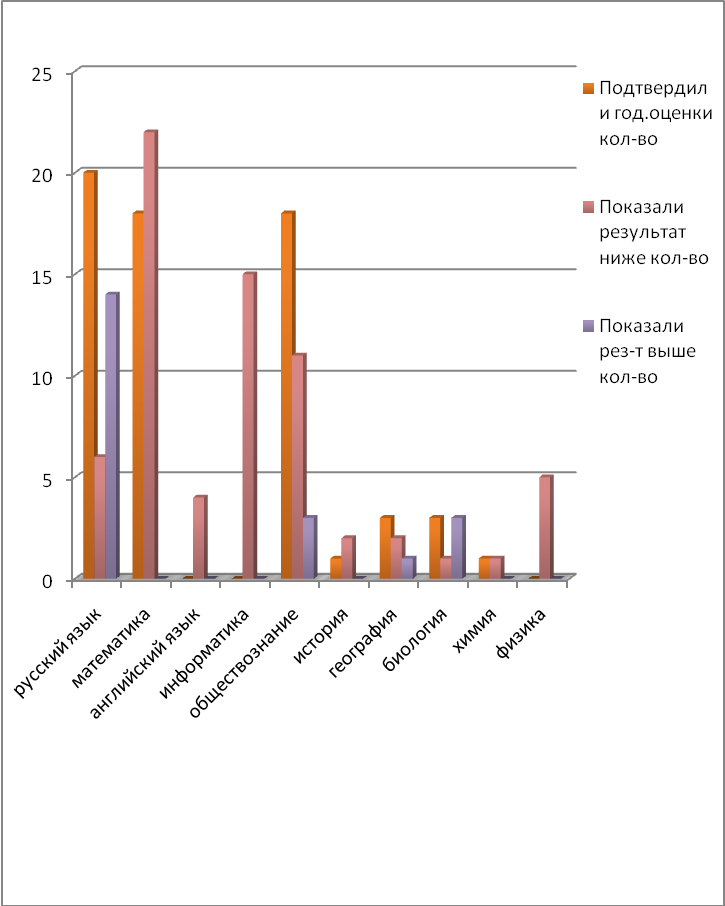 25
20
15
10
5
0
русский язык
математика
английский язык
информатика
обществознание
история
география
биология
химия
физика
Подтвердил
и год.оценки
кол-во
Показали
результат
ниже кол-во
Показали
рез-т выше
кол-во